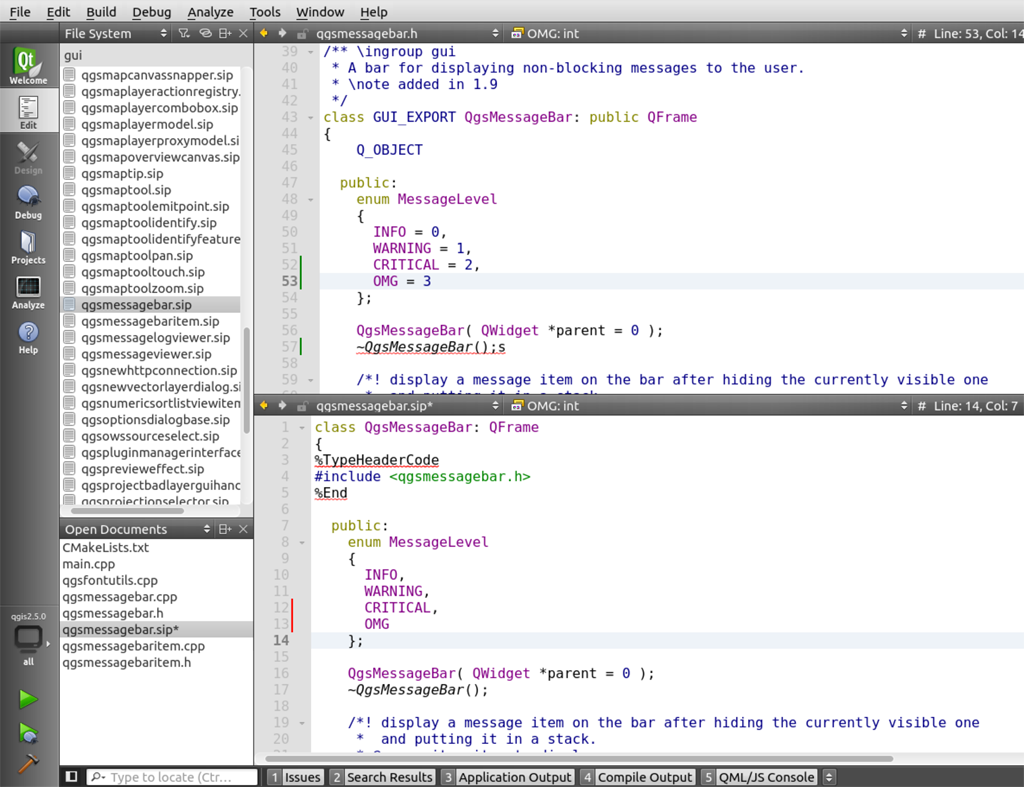 File Edit Build Debug Analyze Tools Window Help
File System
qgsmessagebar.h
OMG: int
# Line: 53, Col: 14
Welcome
Edit
Design
Debug
Projects
Analyze
Help
qgis2.5.0
all
gui
qgsmapcanvassnapper.sip
qgsmaplayeractionregistry.
qgsmaplayercombobox.sip
qgsmaplayermodel.sip
qgsmaplayerproxymodel.si
qgsmapoverviewcanvas.sip
qgsmaptip.sip
qgsmaptool.sip
qgsmaptoolemitpoint.sip
qgsmaptoolidentify.sip
qgsmaptoolidentifyfeature
qgsmaptoolpan.sip
qgsmaptooltouch.sip
qgsmaptoolzoom.sip
qgsmessagebar.sip
qgsmessagebaritem.sip
qgsmessagelogviewer.sip
qgsmessageviewer.sip
qgsnewhttpconnection.sip
qgsnewvectorlayerdialog.si
qgsnumericsortlistviewitem
qgsoptionsdialogbase.sip
qgsowssourceselect.sip
qgspluginmanagerinterface
qgsprevieweffect.sip
qgsprojectbadlayerguihanc
qgsprojectionselector.sip
Open Documents
CMakeLists.txt
main.cpp
qgsfontutils.cpp
qgsmessagebar.cpp
qgsmessagebar.h
qgsmessagebar.sip*
qgsmessagebaritem.cpp
qgsmessagebaritem.h
39 /** \ingroup gui
40 * A bar for displaying non-blocking messages to the user.
41 * \note added in 1.9
42 */
43 class GUI_EXPORT QgsMessageBar: public QFrame
44 {
45 Q_OBJECT
46
47 public:
48 enum MessageLevel
49 {
50 INFO = 0,
51 WARNING = 1,
52 CRITICAL = 2,
53 OMG = 3
54 };
55
56 QgsMessageBar( QWidget *parent = 0 );
57 ~QgsMessageBar();s
58
59 /*! display a message item on the bar after hiding the currently visible one
* and putting it in a stack
qgsmessagebar.sip*
OMG: int
# Line: 14, Col: 7
1 class QgsMessageBar: QFrame
2 {
3 %TypeHeaderCode
4 #include <qgsmessagebar.h>
5 %End
6
7 public:
8 enum MessageLevel
9 {
10 INFO,
11 WARNING,
12 CRITICAL,
13 OMG
14 };
15
16 QgsMessageBar( QWidget *parent = 0 );
17 ~QgsMessageBar();
18
19 /*! display a message item on the bar after hiding the currently visible one
20 * and putting it in a stack.
Type to locate (Ctr...
1 Issues 2 Search Results 3 Application Output 4 Compile Output 5 QML/JS Console